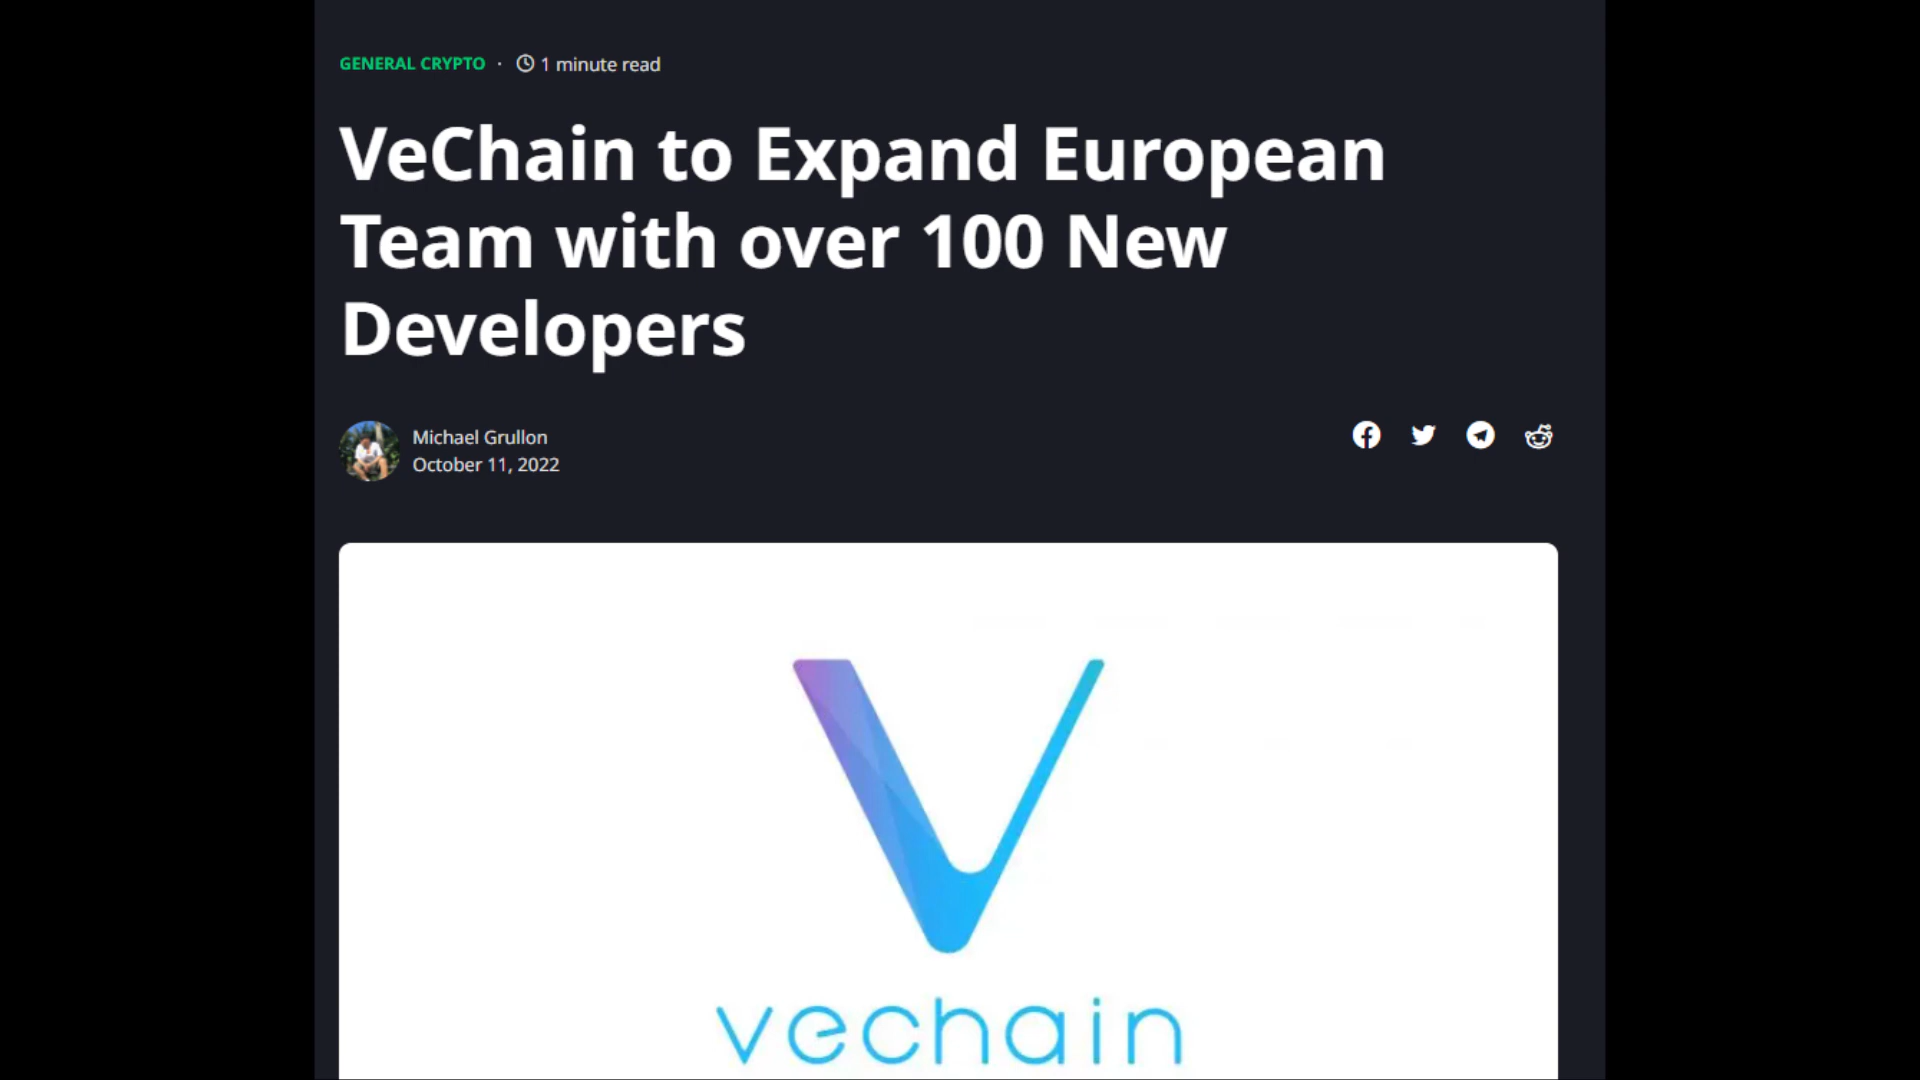 GENERAL CRYPTO · 1 minute read
VeChain to Expand European
Team with over 100 New
Developers
Michael Grullon
October 11, 2022
vechain